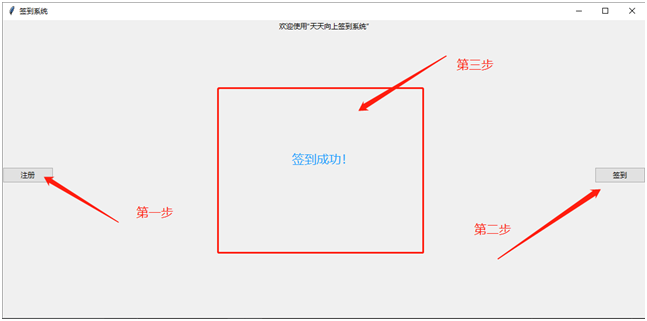 签到系统
欢迎使用“天天向上签到系统”
第三步
签到成功！
注册
签到
第一步
第二步